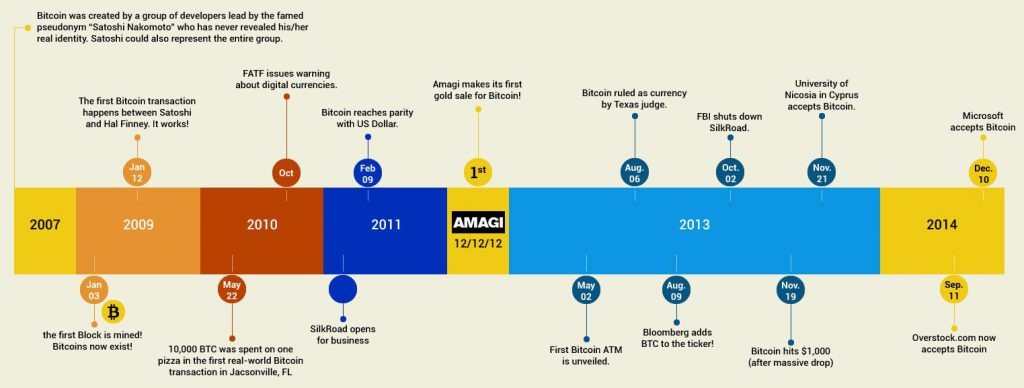 Bitcoin was created by a group of developers lead by the famed
pseudonym “Satoshi Nakomoto” who has never revealed his/her
real identity. Satoshi could also represent the entire group.
The first Bitcoin transaction
happens between Satoshi
and Hal Finney. It works!
FATF issues warning
about digital currencies.
Bitcoin reaches parity
with US Dollar.
Amagi makes its first
gold sale for Bitcoin!
Bitcoin ruled as currency
by Texas judge.
FBI shuts down
SilkRoad.
University of
Nicosia in Cyprus
accepts Bitcoin.
Microsoft
accepts Bitcoin
Jan
12
Oct
Feb
09
1st
Aug.
06
Oct.
02
Nov.
21
Dec.
10
2007
2009
2010
2011
AMAGI
12/12/12
2013
2014
Jan
03
May
22
May
02
Aug.
09
Nov.
19
Sep.
11
the first Block is mined!
Bitcoins now exist!
10,000 BTC was spent on one
pizza in the first real-world Bitcoin
transaction in Jacsonville, FL
SilkRoad opens
for business
First Bitcoin ATM
is unveiled.
Bloomberg adds
BTC to the ticker!
Bitcoin hits $1,000
(after massive drop)
Overstock.com now
accepts Bitcoin